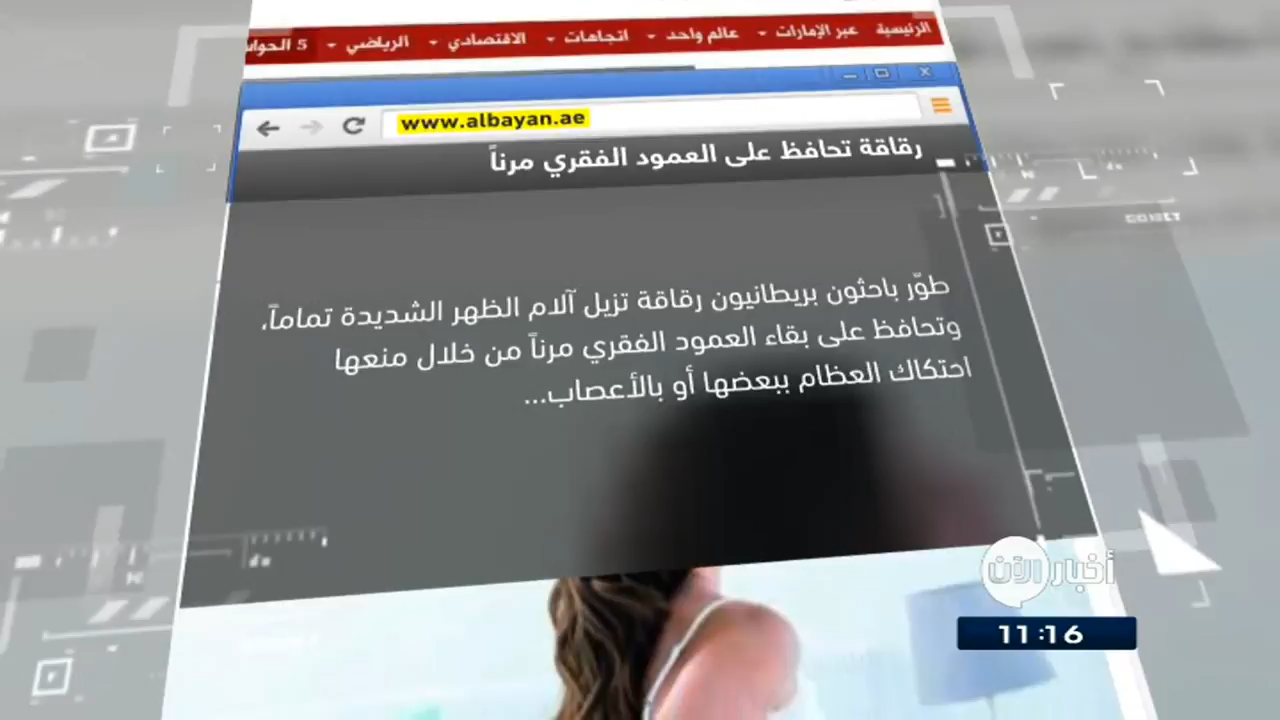 الرئيسية عبر الإمارات عالم واحد اتجاهات الاقتصادي الرياضي 5
www.albayan.ae
رقاقة تحافظ على العمود الفقري مرناً
طوّر باحثون بريطانيون رقاقة تزيل آلام الظهر الشديدة تماماً،
وتحافظ على بقاء العمود الفقري مرناً من خلال منعها
احتكاك العظام ببعضها أو بالأعصاب...
أخبار الآن
11:16